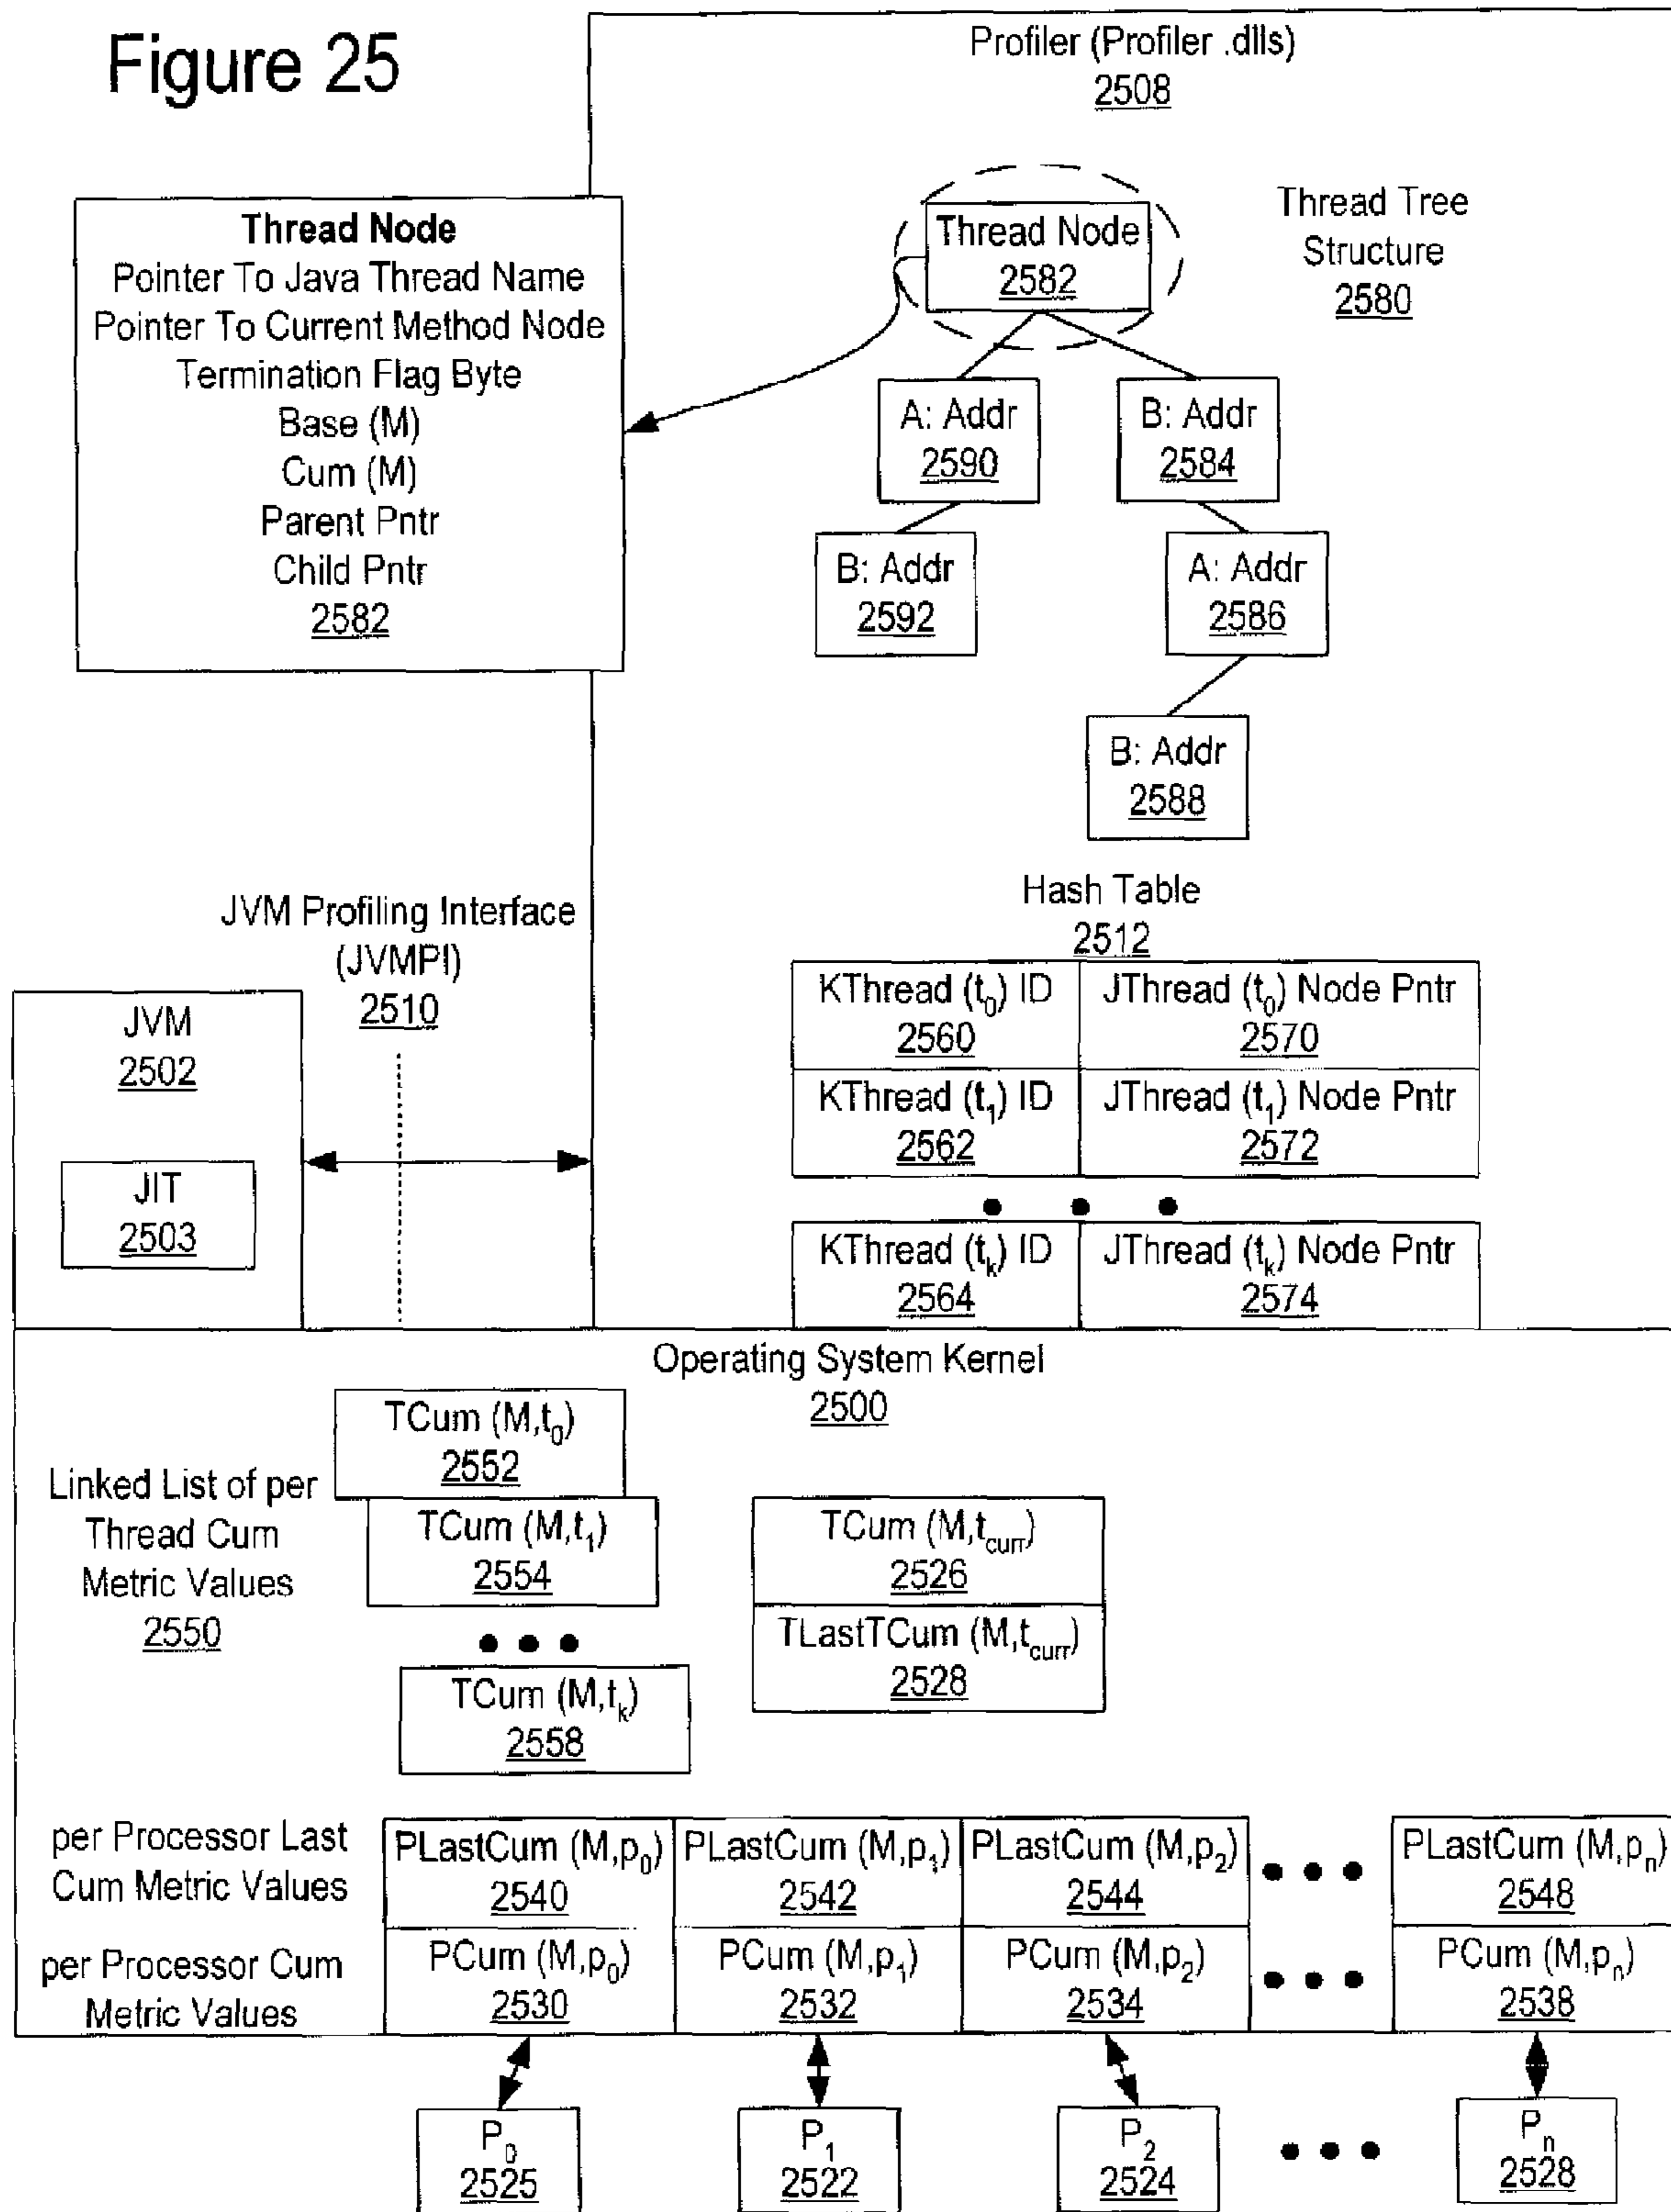 Figure 25
Profiler (Profiler .dlls)
2508
Thread Node
Pointer To Java Thread Name
Pointer To Current Method Node
Termination Flag Byte
Base (M)
Cum (M)
Parent Pntr
Child Pntr
2582
Thread Node
2582
Thread Tree
Structure
2580
A: Addr
2590
B: Addr
2584
B: Addr
2592
A: Addr
2586
B: Addr
2588
Hash Table
2512
KThread (t0) ID
2560
JThread (t0) Node Pntr
2570
KThread (t1) ID
2562
JThread (t1) Node Pntr
2572
• • •
KThread (tk) ID
2564
JThread (tk) Node Pntr
2574
JVM Profiling Interface
(JVMPI)
2510
JVM
2502
JIT
2503
Operating System Kernel
2500
Linked List of per
Thread Cum
Metric Values
2550
TCum (M,t0)
2552
TCum (M,t1)
2554
• • •
TCum (M,tk)
2558
TCum (M,tcurr)
2526
TLastTCum (M,tcurr)
2528
per Processor Last
Cum Metric Values
PLastCum (M,p0)
2540
PLastCum (M,p1)
2542
PLastCum (M,p2)
2544
• • •
PLastCum (M,pn)
2548
per Processor Cum
Metric Values
PCum (M,p0)
2530
PCum (M,p1)
2532
PCum (M,p2)
2534
• • •
PCum (M,pn)
2538
P0
2525
P1
2522
P2
2524
• • •
Pn
2528